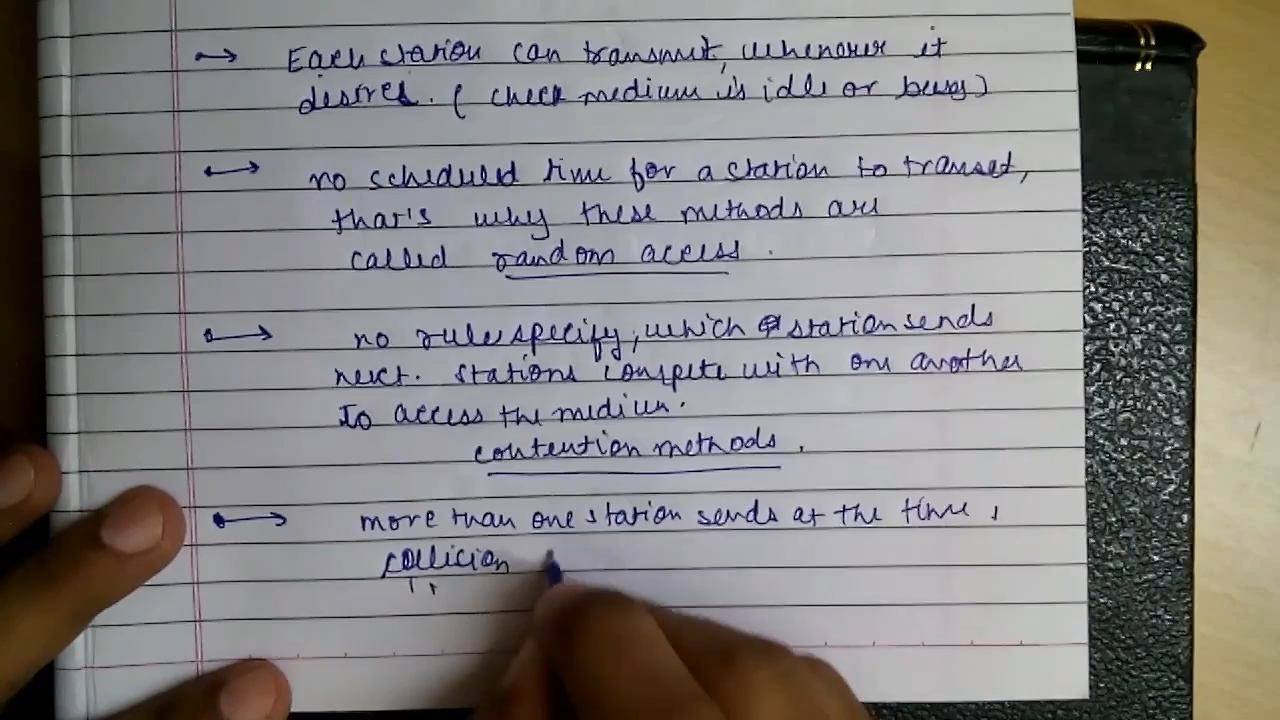 → Each station can transmit, whenever it
desires. ( check medium is idle or busy)
→ no scheduled time for a station to transet,
that's why these methods are
called random access.
→ no rule specify, which station sends
next. stations compete with one another
To access the medium.
contention methods.
→ more than one station sends at the time,
collicion